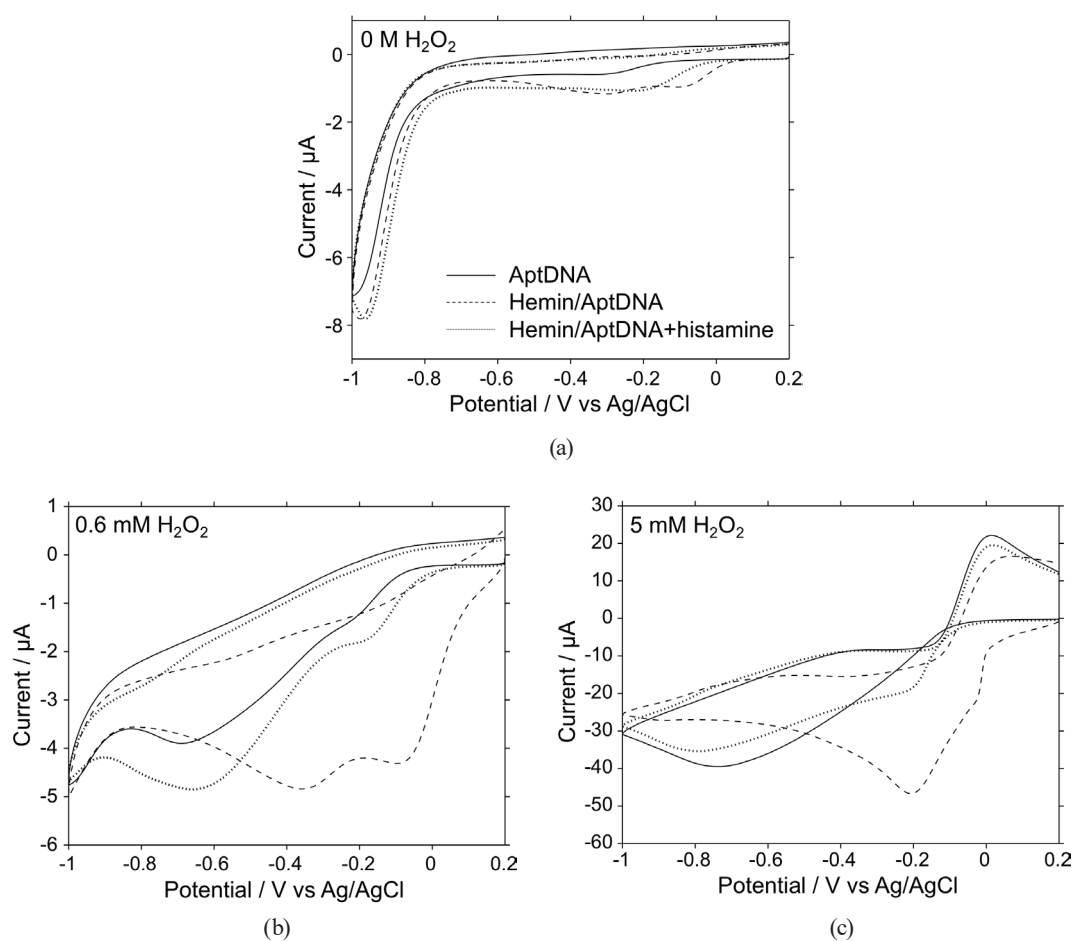 0 M H₂O₂
0
-2
-4
-6
-8
Current / µA
AptDNA
Hemin/AptDNA
Hemin/AptDNA+histamine
-1 -0.8 -0.6 -0.4 -0.2 0 0.2
Potential / V vs Ag/AgCl
(a)
0.6 mM H₂O₂
1
0
-1
-2
-3
-4
-5
-6
Current / µA
-1 -0.8 -0.6 -0.4 -0.2 0 0.2
Potential / V vs Ag/AgCl
(b)
5 mM H₂O₂
30
20
10
0
-10
-20
-30
-40
-50
-60
Current / µA
-1 -0.8 -0.6 -0.4 -0.2 0 0.2
Potential / V vs Ag/AgCl
(c)